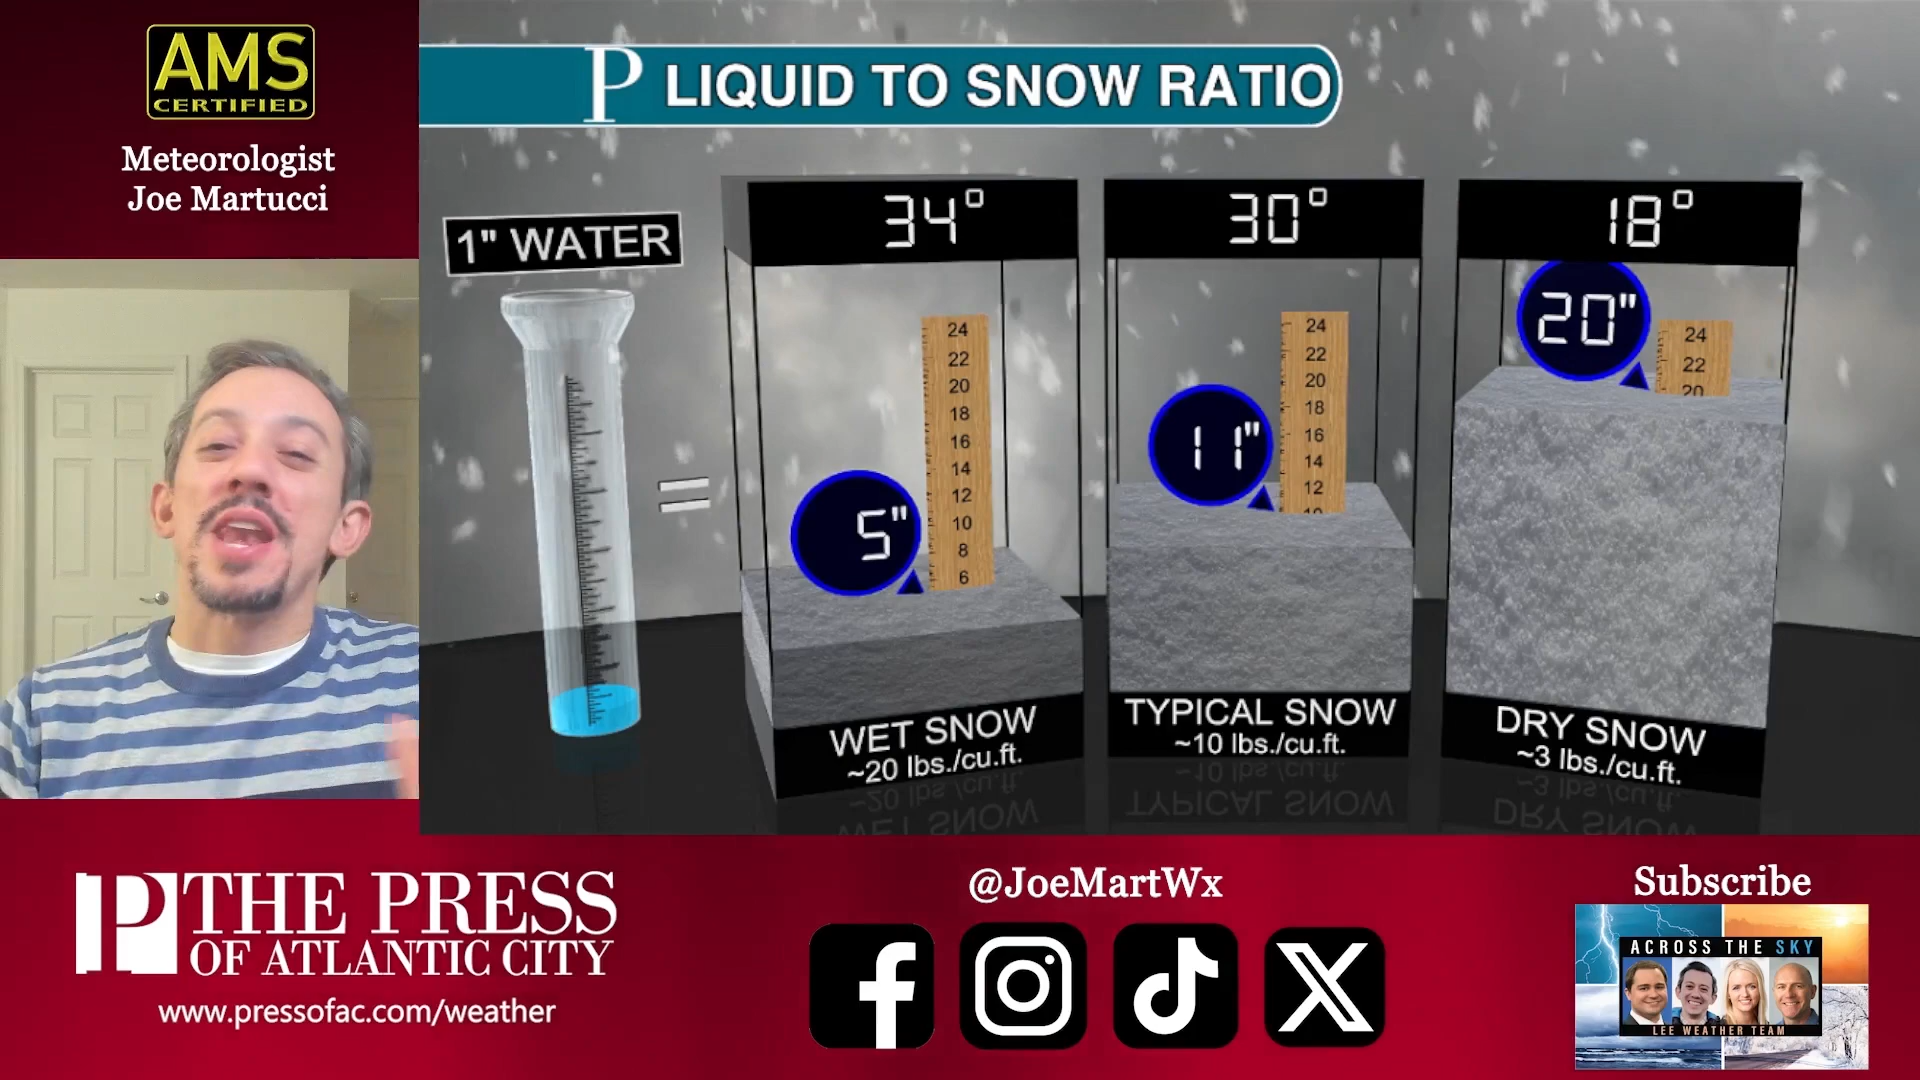 AMS
CERTIFIED
Meteorologist
Joe Martucci
P LIQUID TO SNOW RATIO
1" WATER
=
34°
24
22
20
18
16
14
12
10
8
6
5"
WET SNOW
~20 lbs./cu.ft.
30°
24
22
20
18
16
14
12
10
11"
TYPICAL SNOW
~10 lbs./cu.ft.
18°
20"
24
22
20
DRY SNOW
~3 lbs./cu.ft.
P THE PRESS
OF ATLANTIC CITY
www.pressofac.com/weather
@JoeMartWx
Subscribe
ACROSS THE SKY
LEE WEATHER TEAM